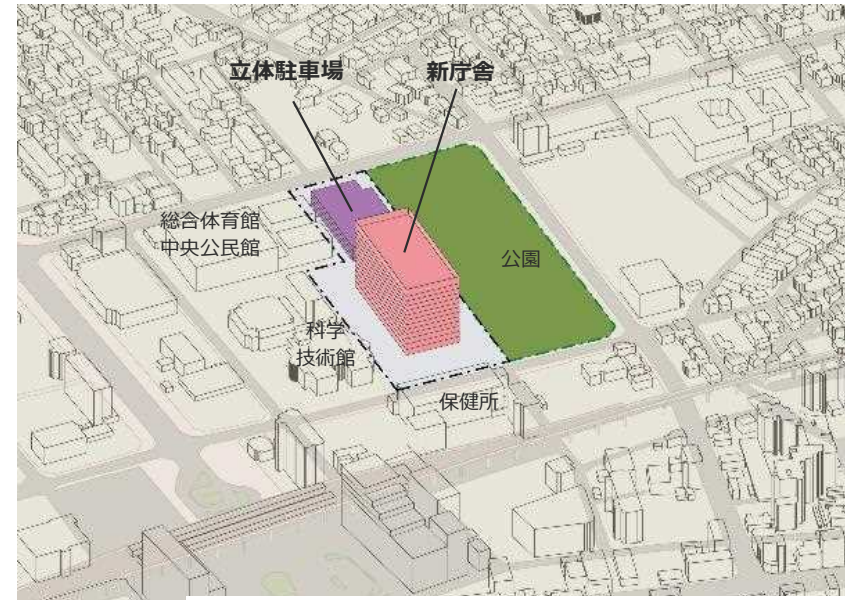 立体駐車場
新庁舎
総合体育館
中央公民館
公園
科学
技術館
保健所